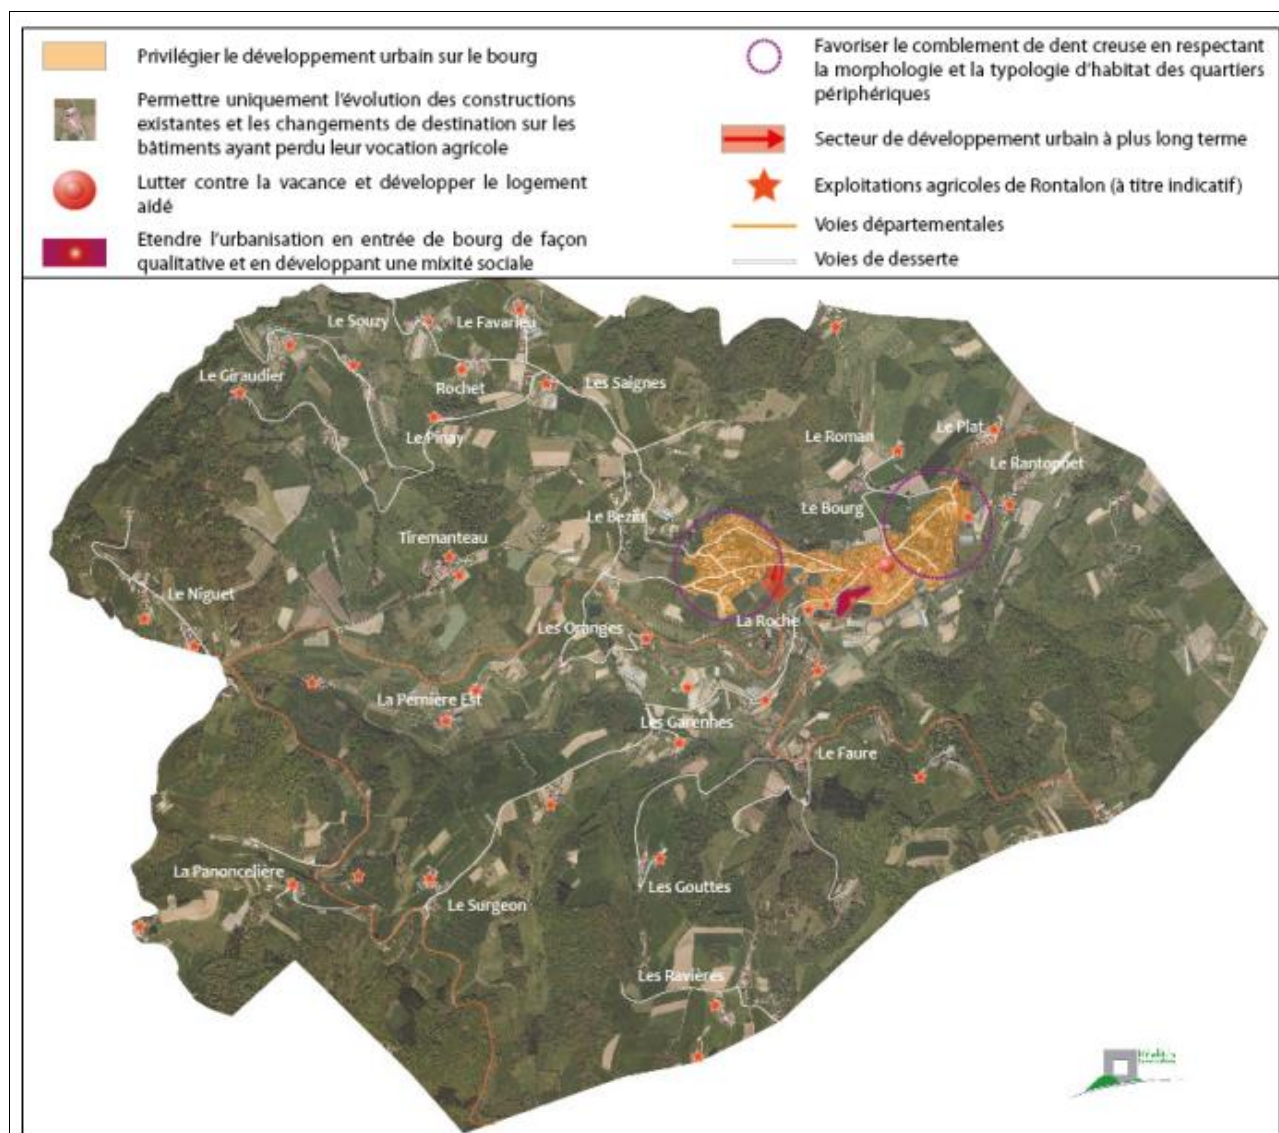 Privilégier le développement urbain sur le bourg
Permettre uniquement l'évolution des constructions
existantes et les changements de destination sur les
bâtiments ayant perdu leur vocation agricole
Lutter contre la vacance et développer le logement
aidé
Etendre l'urbanisation en entrée de bourg de façon
qualitative et en développant une mixité sociale
Favoriser le comblement de dent creuse en respectant
la morphologie et la typologie d'habitat des quartiers
périphériques
Secteur de développement urbain à plus long terme
Exploitations agricoles de Rontalon (à titre indicatif)
Voies départementales
Voies de desserte
Le Souzy
Le Favarieu
Le Giraudier
Rochet
Les Saignes
Le Pinay
Le Roman
Le Plat
Le Rantonnet
Le Bourg
Le Bezin
Tiremanteau
Le Niguet
La Roche
Les Oranges
La Pernière Est
Les Garennes
Le Faure
La Panoncelière
Le Surgeon
Les Gouttes
Les Ravières